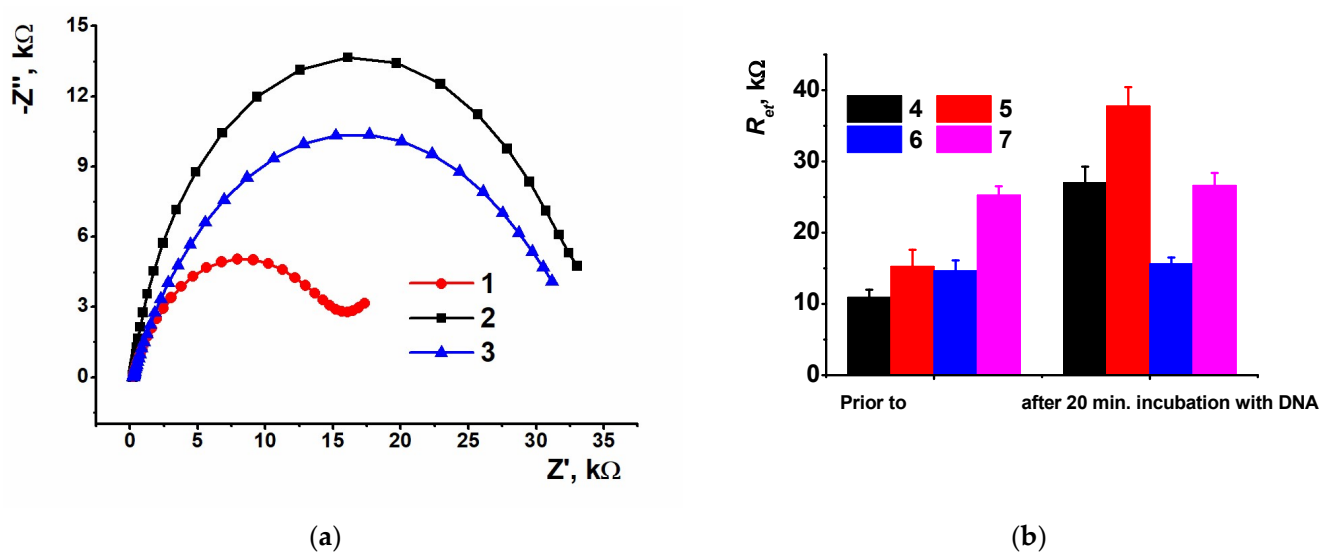 -Z'', kΩ
15
12
9
6
3
0
0 5 10 15 20 25 30 35
Z', kΩ
1
2
3
(a)
R_et, kΩ
40
30
20
10
0
4 5
6 7
Prior to after 20 min. incubation with DNA
(b)